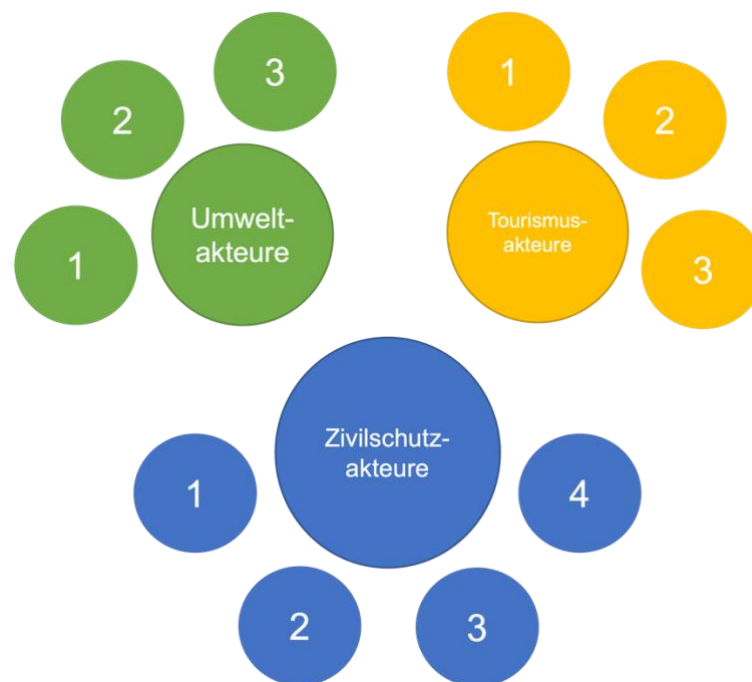 3
2
Umwelt-
akteure
1
1
2
Tourismus-
akteure
3
Zivilschutz-
akteure
1
4
2
3